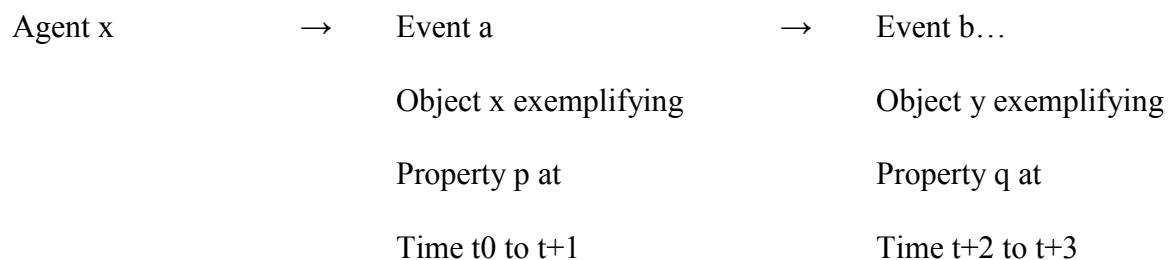 Agent x → Event a → Event b…
Object x exemplifying Object y exemplifying
Property p at Property q at
Time t0 to t+1 Time t+2 to t+3